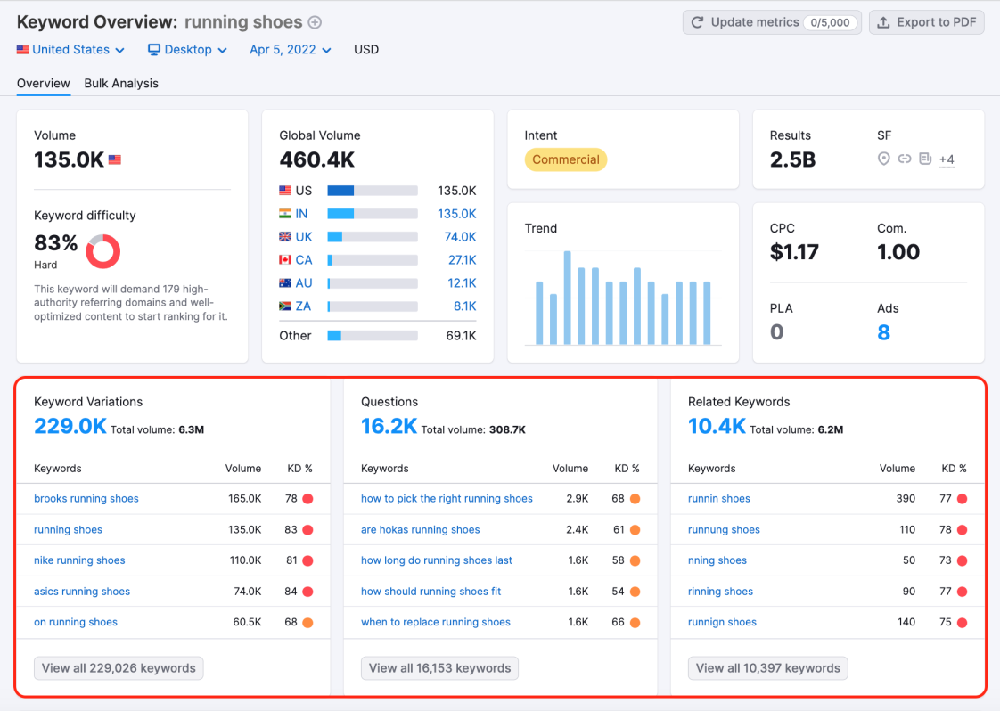 Keyword Overview: running shoes
Update metrics 0/5,000
Export to PDF
United States
Desktop
Apr 5, 2022
USD
Overview
Bulk Analysis
Volume
135.0K
Keyword difficulty
83%
Hard
This keyword will demand 179 high-
authority referring domains and well-
optimized content to start ranking for it.
Global Volume
460.4K
US 135.0K
IN 135.0K
UK 74.0K
CA 27.1K
AU 12.1K
ZA 8.1K
Other 69.1K
Intent
Commercial
Trend
Results
2.5B
SF
+4
CPC
$1.17
Com.
1.00
PLA
0
Ads
8
Keyword Variations
229.0K Total volume: 6.3M
Keywords Volume KD %
brooks running shoes 165.0K 78
running shoes 135.0K 83
nike running shoes 110.0K 81
asics running shoes 74.0K 84
on running shoes 60.5K 68
View all 229,026 keywords
Questions
16.2K Total volume: 308.7K
Keywords Volume KD %
how to pick the right running shoes 2.9K 68
are hokas running shoes 2.4K 61
how long do running shoes last 1.6K 58
how should running shoes fit 1.6K 54
when to replace running shoes 1.6K 66
View all 16,153 keywords
Related Keywords
10.4K Total volume: 6.2M
Keywords Volume KD %
runnin shoes 390 77
runnung shoes 110 78
nning shoes 50 73
rinning shoes 90 77
runnign shoes 140 75
View all 10,397 keywords